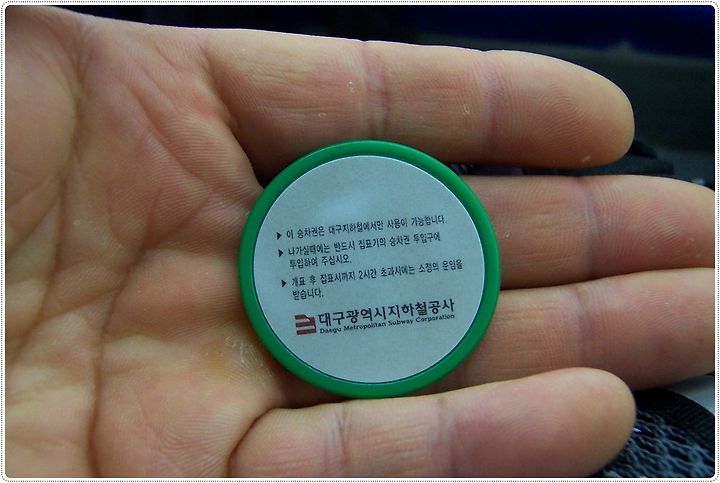 ▶ 이 승차권은 대구지하철에서만 사용이 가능합니다.
▶ 나가실때에는 반드시 집표기의 승차권 투입구에
투입하여 주십시오.
▶ 개표 후 집표시까지 2시간 초과시에는 소정의 운임을
받습니다.
대구광역시지하철공사
Daegu Metropolitan Subway Corporation